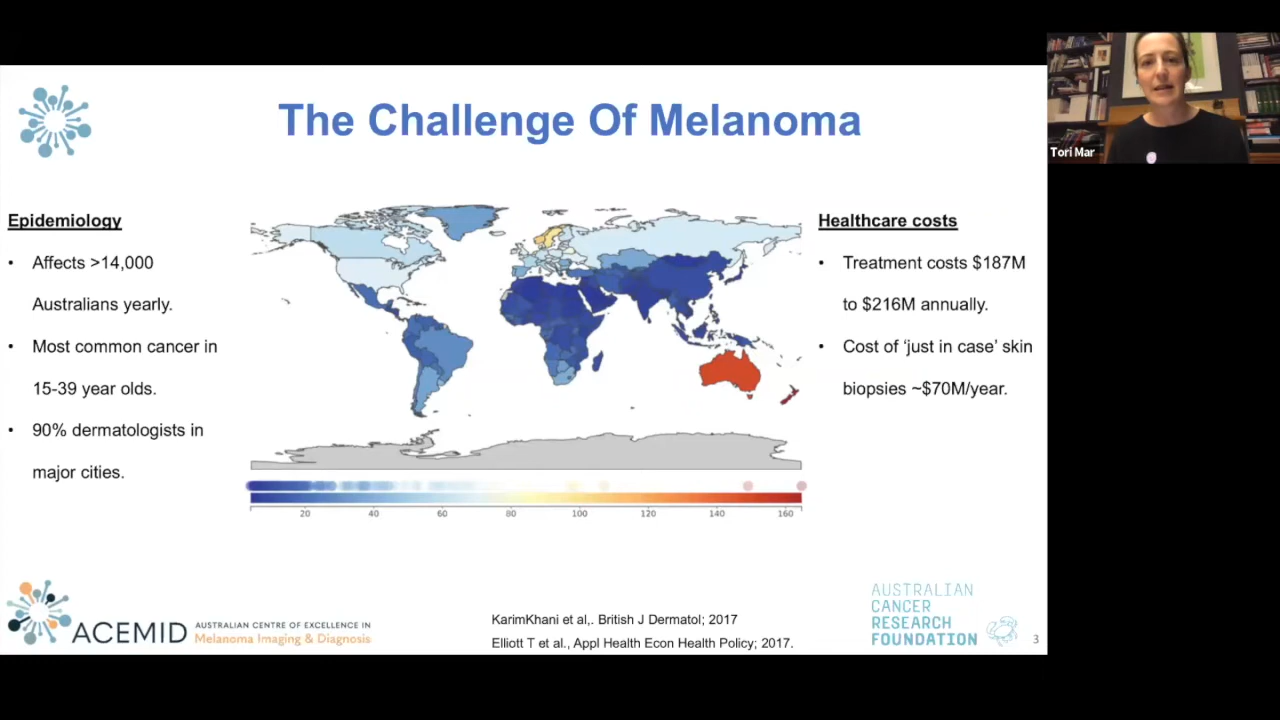 The Challenge Of Melanoma
Tori Mar
Epidemiology
• Affects >14,000
Australians yearly.
• Most common cancer in
15-39 year olds.
• 90% dermatologists in
major cities.
Healthcare costs
• Treatment costs $187M
to $216M annually.
• Cost of ‘just in case’ skin
biopsies ~$70M/year.
20 40 60 80 100 120 140 160
ACEMID
AUSTRALIAN CENTRE OF EXCELLENCE IN
Melanoma Imaging & Diagnosis
KarimKhani et al,. British J Dermatol; 2017
Elliott T et al., Appl Health Econ Health Policy; 2017.
AUSTRALIAN
CANCER
RESEARCH
FOUNDATION
3